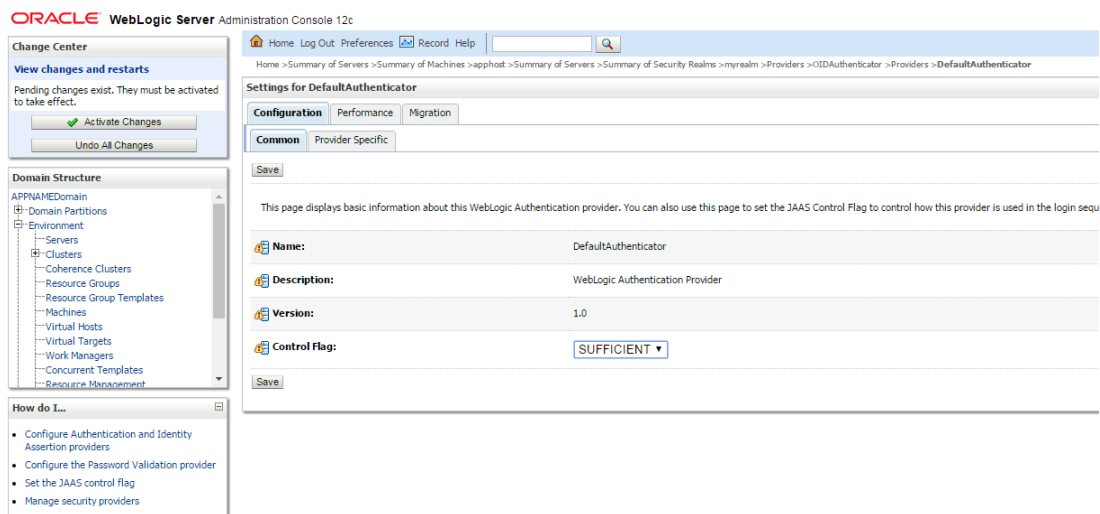 ORACLE WebLogic Server Administration Console 12c
Change Center
View changes and restarts
Pending changes exist. They must be activated
to take effect.
Activate Changes
Undo All Changes
Domain Structure
APPNAMEDomain
Domain Partitions
Environment
Servers
Clusters
Coherence Clusters
Resource Groups
Resource Group Templates
Machines
Virtual Hosts
Virtual Targets
Work Managers
Concurrent Templates
Resource Management
How do I...
Configure Authentication and Identity
Assertion providers
Configure the Password Validation provider
Set the JAAS control flag
Manage security providers
Home Log Out Preferences Record Help
Home >Summary of Servers >Summary of Machines >apphost >Summary of Servers >Summary of Security Realms >myrealm >Providers >OIDAuthenticator >Providers >DefaultAuthenticator
Settings for DefaultAuthenticator
Configuration Performance Migration
Common Provider Specific
Save
This page displays basic information about this WebLogic Authentication provider. You can also use this page to set the JAAS Control Flag to control how this provider is used in the login sequ
Name: DefaultAuthenticator
Description: WebLogic Authentication Provider
Version: 1.0
Control Flag: SUFFICIENT
Save